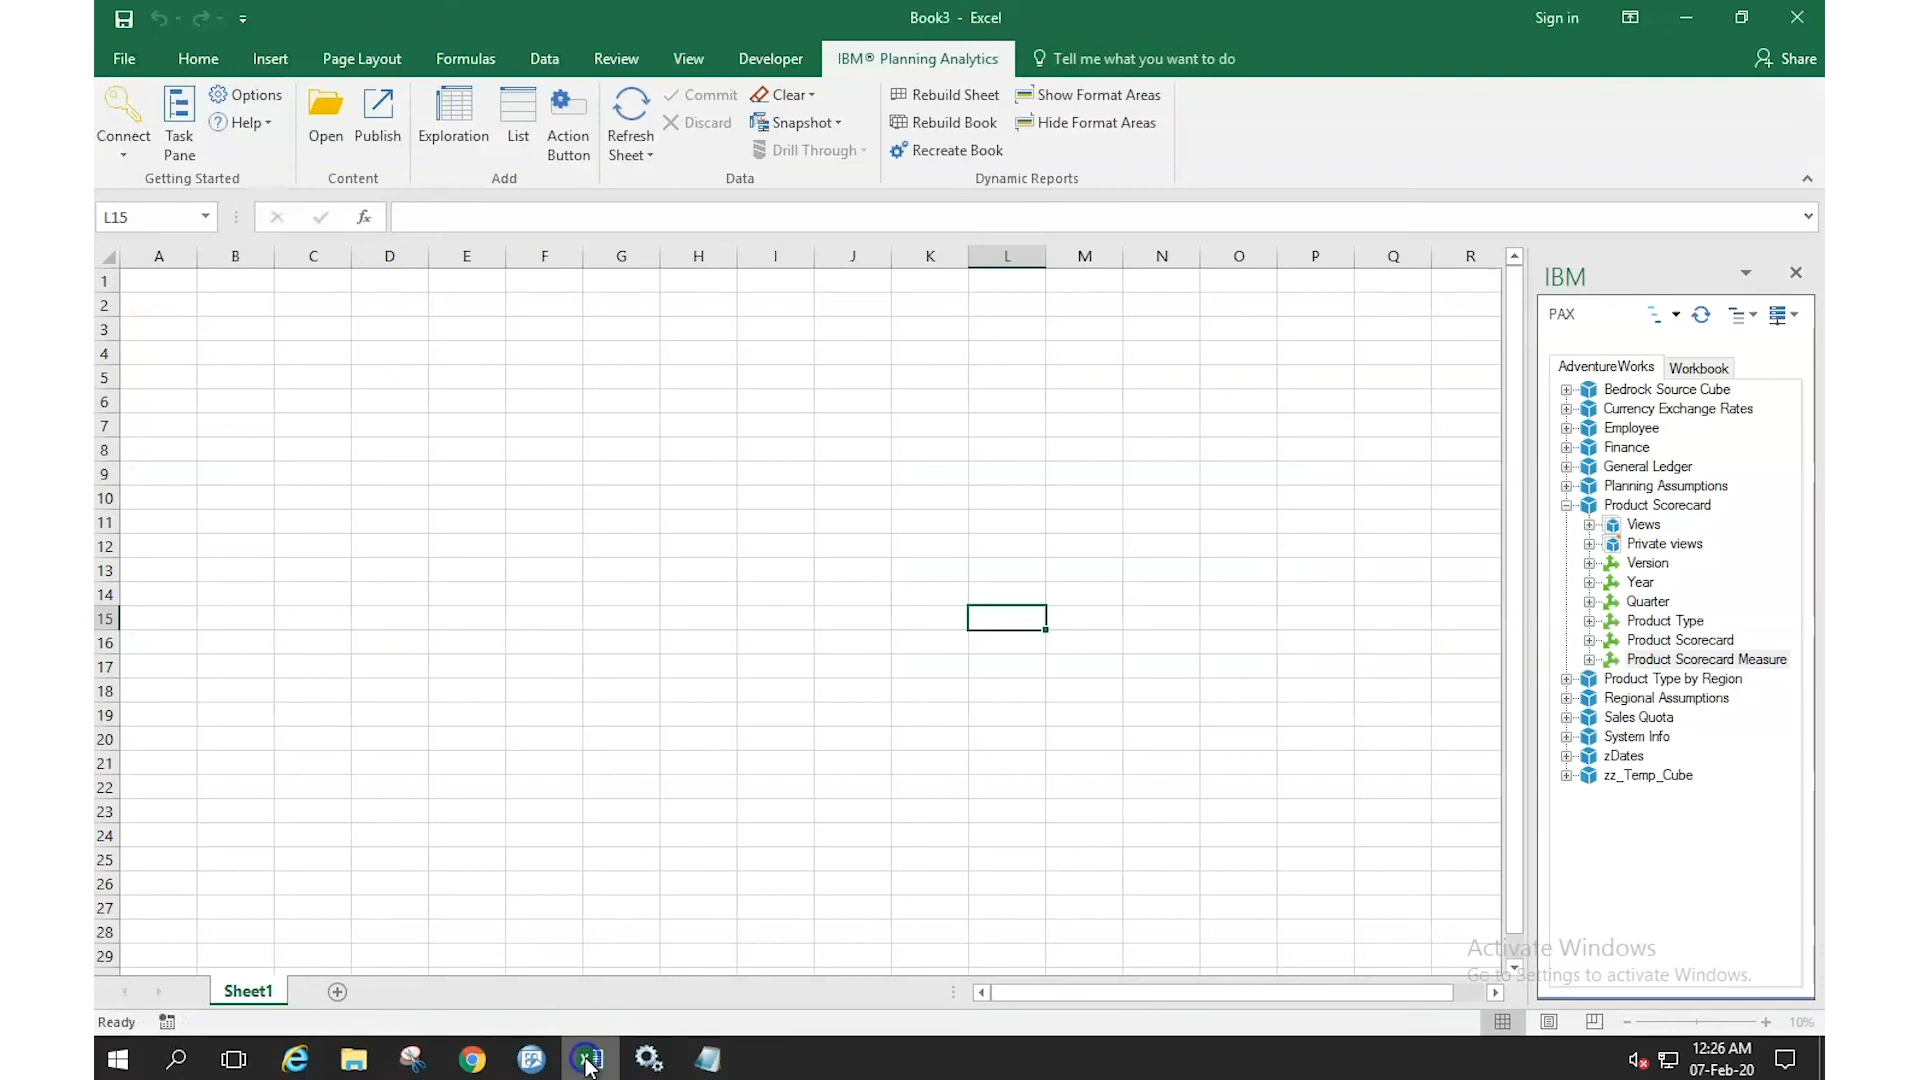 Book3 - Excel
Sign in
File Home Insert Page Layout Formulas Data Review View Developer IBM® Planning Analytics Tell me what you want to do Share
Connect
Task Pane
Options
Help
Getting Started
Open
Publish
Content
Exploration
List
Action Button
Add
Refresh Sheet
Commit
Discard
Clear
Snapshot
Drill Through
Data
Rebuild Sheet
Rebuild Book
Recreate Book
Show Format Areas
Hide Format Areas
Dynamic Reports
L15
fx
A B C D E F G H I J K L M N O P Q R
1
2
3
4
5
6
7
8
9
10
11
12
13
14
15
16
17
18
19
20
21
22
23
24
25
26
27
28
29
IBM
PAX
AdventureWorks Workbook
Bedrock Source Cube
Currency Exchange Rates
Employee
Finance
General Ledger
Planning Assumptions
Product Scorecard
Views
Private views
Version
Year
Quarter
Product Type
Product Scorecard
Product Scorecard Measure
Product Type by Region
Regional Assumptions
Sales Quota
System Info
zDates
zz_Temp_Cube
Activate Windows
Go to Settings to activate Windows.
Sheet1
Ready
10%
12:26 AM
07-Feb-20